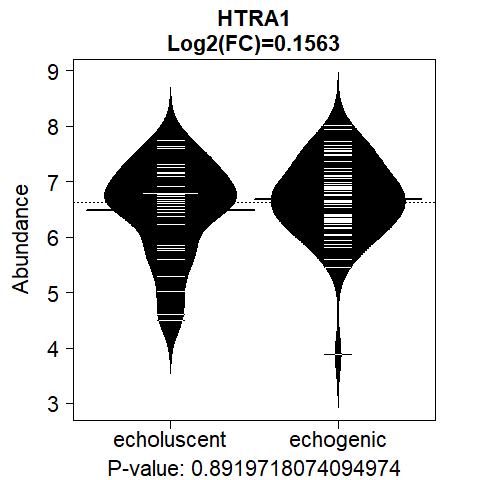 HTRA1
Log2(FC)=0.1563
Abundance
9
8
7
6
5
4
3
echoluscent echogenic
P-value: 0.8919718074094974